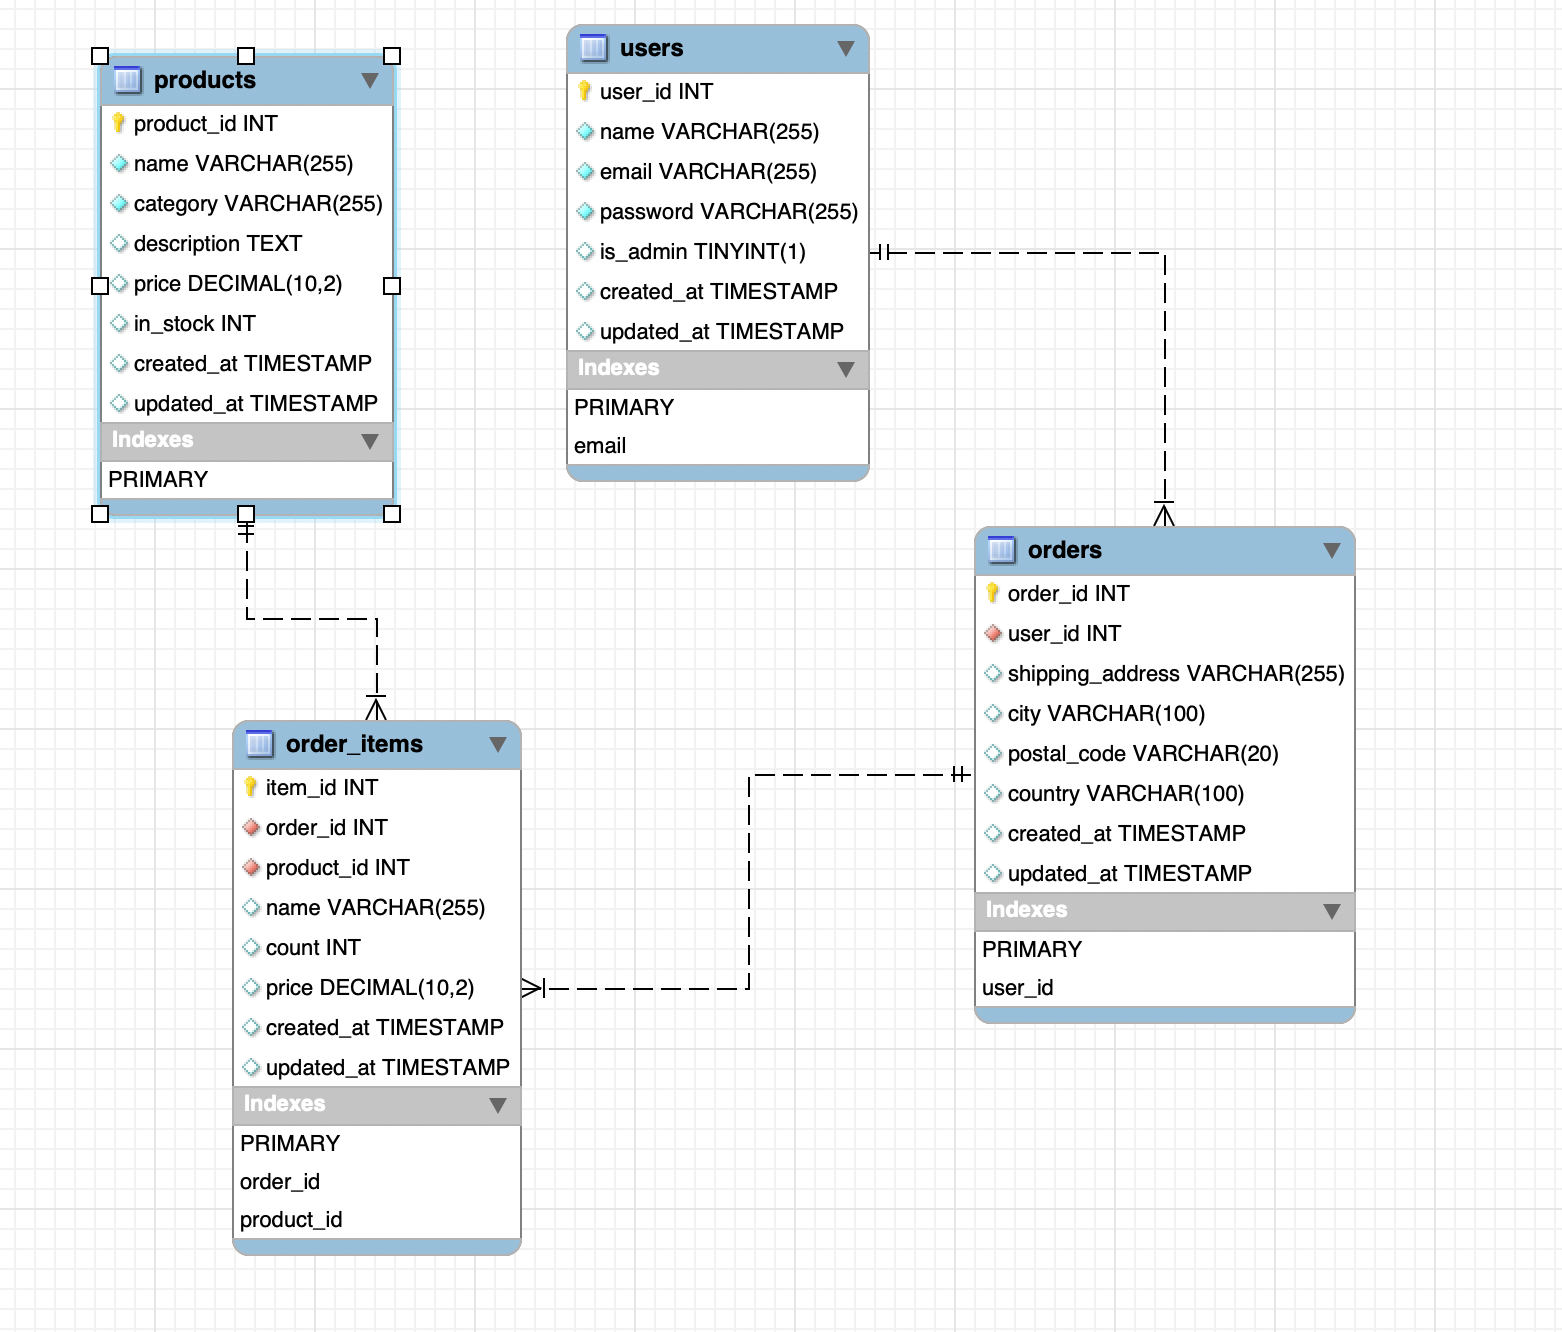 products
product_id INT
name VARCHAR(255)
category VARCHAR(255)
description TEXT
price DECIMAL(10,2)
in_stock INT
created_at TIMESTAMP
updated_at TIMESTAMP
Indexes
PRIMARY
users
user_id INT
name VARCHAR(255)
email VARCHAR(255)
password VARCHAR(255)
is_admin TINYINT(1)
created_at TIMESTAMP
updated_at TIMESTAMP
Indexes
PRIMARY
email
orders
order_id INT
user_id INT
shipping_address VARCHAR(255)
city VARCHAR(100)
postal_code VARCHAR(20)
country VARCHAR(100)
created_at TIMESTAMP
updated_at TIMESTAMP
Indexes
PRIMARY
user_id
order_items
item_id INT
order_id INT
product_id INT
name VARCHAR(255)
count INT
price DECIMAL(10,2)
created_at TIMESTAMP
updated_at TIMESTAMP
Indexes
PRIMARY
order_id
product_id